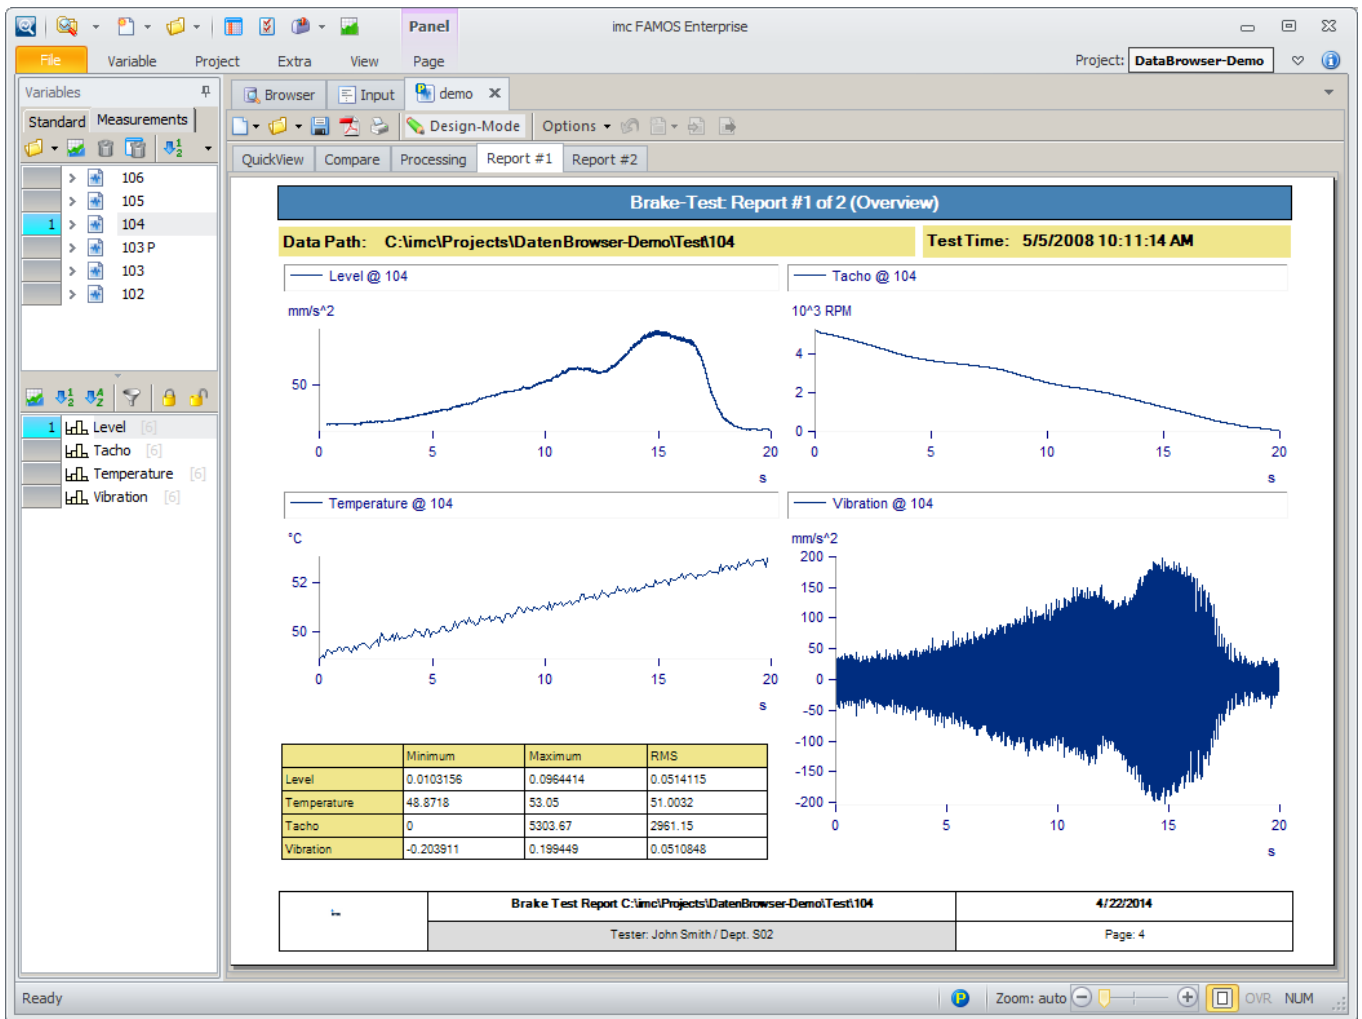 Panel
imc FAMOS Enterprise
File Variable Project Extra View Page
Project: DataBrowser-Demo
Variables
Browser Input demo
Standard Measurements
Design-Mode Options
QuickView Compare Processing Report #1 Report #2
106
105
1 104
103 P
103
102
1 Level [6]
Tacho [6]
Temperature [6]
Vibration [6]
Brake-Test: Report #1 of 2 (Overview)
Data Path: C:\imc\Projects\DatenBrowser-Demo\Test\104
Test Time: 5/5/2008 10:11:14 AM
Level @ 104
mm/s^2
50
0 5 10 15 20
s
Tacho @ 104
10^3 RPM
4
2
0
0 5 10 15 20
s
Temperature @ 104
°C
52
50
0 5 10 15 20
s
Vibration @ 104
mm/s^2
200
150
100
50
0
-50
-100
-150
-200
0 5 10 15 20
s
Minimum Maximum RMS
Level 0.0103156 0.0964414 0.0514115
Temperature 48.8718 53.05 51.0032
Tacho 0 5303.67 2961.15
Vibration -0.203911 0.199449 0.0510848
Brake Test Report C:\imc\Projects\DatenBrowser-Demo\Test\104 4/22/2014
Tester: John Smith / Dept. S02 Page: 4
Ready
Zoom: auto OVR NUM